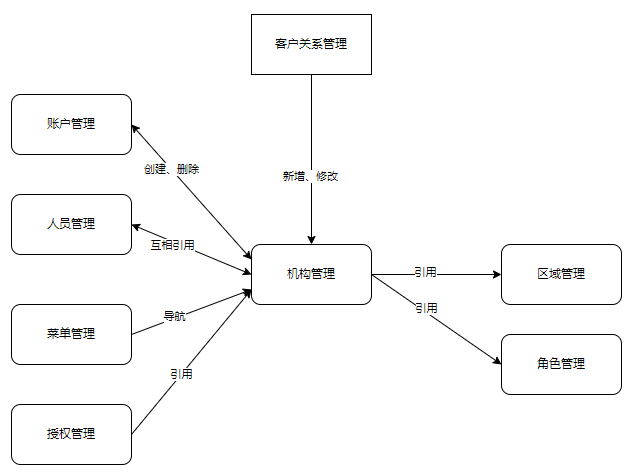 客户关系管理
账户管理
创建、删除
新增、修改
人员管理
互相引用
机构管理
引用
区域管理
引用
导航
菜单管理
角色管理
引用
授权管理